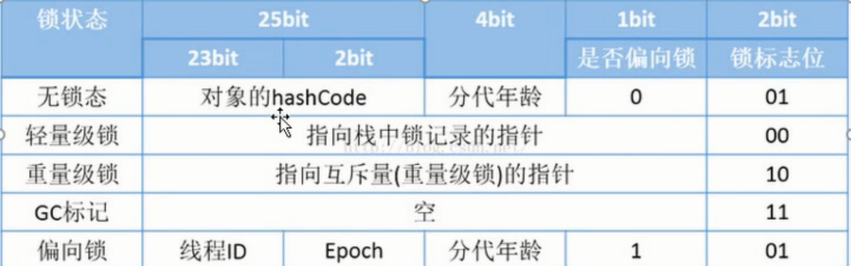 锁状态 25bit 4bit 1bit 2bit
23bit 2bit 是否偏向锁 锁标志位
无锁态 对象的hashCode 分代年龄 0 01
轻量级锁 指向栈中锁记录的指针 00
重量级锁 指向互斥量(重量级锁)的指针 10
GC标记 空 11
偏向锁 线程ID Epoch 分代年龄 1 01